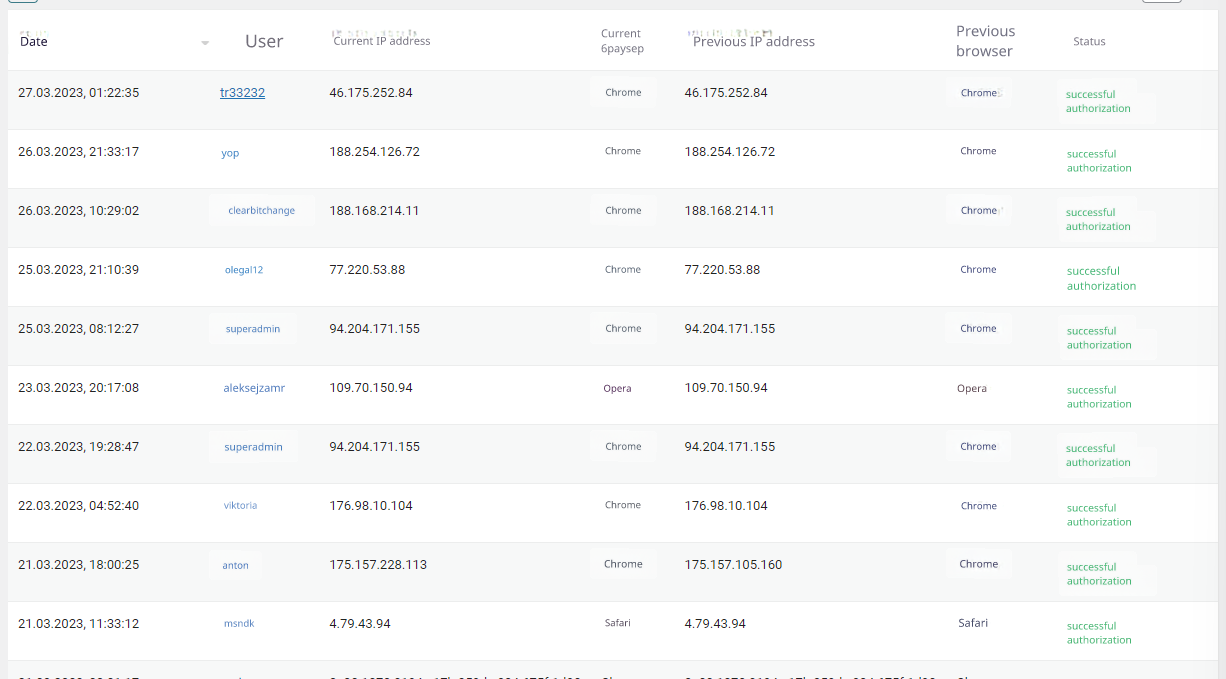 Date User Current IP address Current 6paysep Previous IP address Previous browser Status
27.03.2023, 01:22:35 tr33232 46.175.252.84 Chrome 46.175.252.84 Chrome successful authorization
26.03.2023, 21:33:17 yop 188.254.126.72 Chrome 188.254.126.72 Chrome successful authorization
26.03.2023, 10:29:02 clearbitchange 188.168.214.11 Chrome 188.168.214.11 Chrome successful authorization
25.03.2023, 21:10:39 olegal12 77.220.53.88 Chrome 77.220.53.88 Chrome successful authorization
25.03.2023, 08:12:27 superadmin 94.204.171.155 Chrome 94.204.171.155 Chrome successful authorization
23.03.2023, 20:17:08 aleksejzamr 109.70.150.94 Opera 109.70.150.94 Opera successful authorization
22.03.2023, 19:28:47 superadmin 94.204.171.155 Chrome 94.204.171.155 Chrome successful authorization
22.03.2023, 04:52:40 viktoria 176.98.10.104 Chrome 176.98.10.104 Chrome successful authorization
21.03.2023, 18:00:25 anton 175.157.228.113 Chrome 175.157.105.160 Chrome successful authorization
21.03.2023, 11:33:12 msndk 4.79.43.94 Safari 4.79.43.94 Safari successful authorization